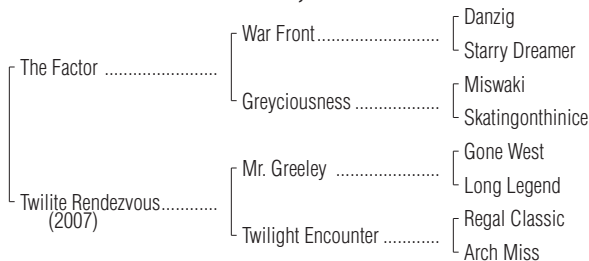 Danzig
War Front....................................
Starry Dreamer
The Factor .................................
Miswaki
Greyciousness .........................
Skatingonthinice
Gone West
Mr. Greeley ..............................
Long Legend
Twilite Rendezvous................
(2007)
Regal Classic
Twilight Encounter ................
Arch Miss